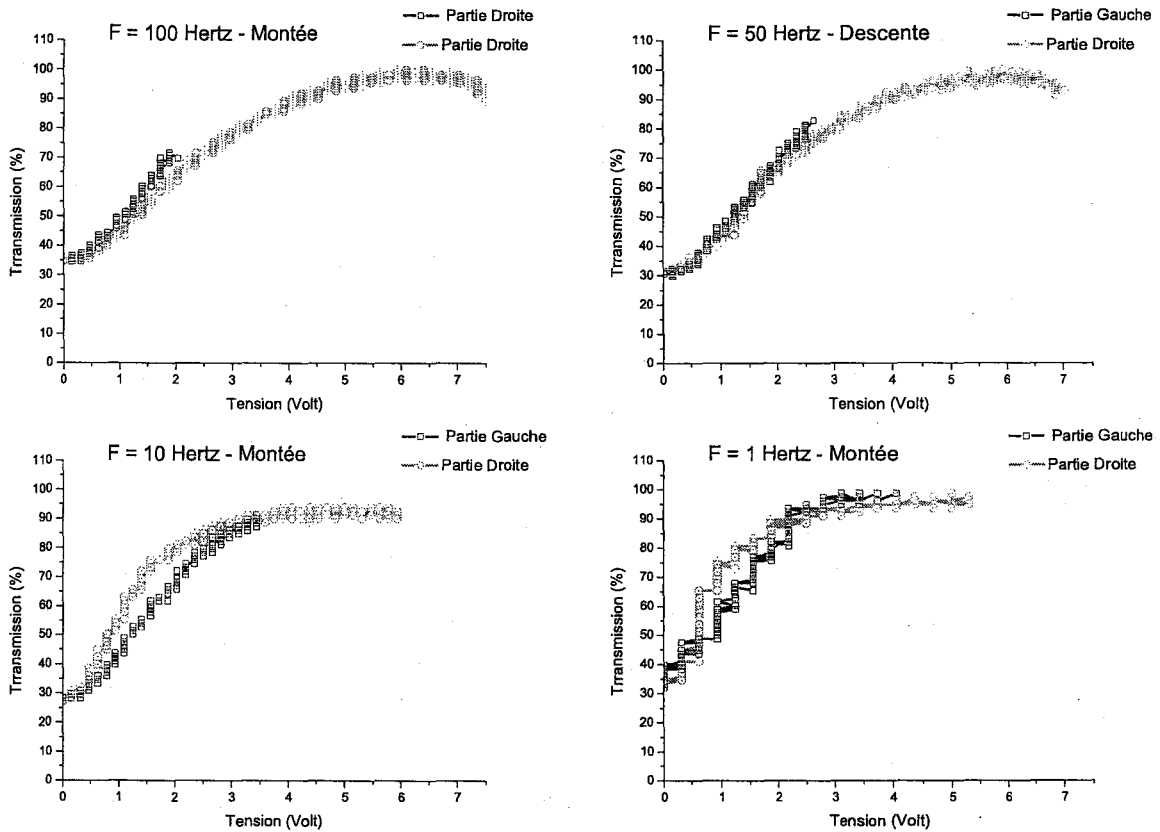 F = 100 Hertz - Montée
Partie Droite
Partie Droite
Trransmission (%)
110
100
90
80
70
60
50
40
30
20
10
0
0 1 2 3 4 5 6 7
Tension (Volt)
F = 50 Hertz - Descente
Partie Gauche
Partie Droite
Trransmission (%)
110
100
90
80
70
60
50
40
30
20
10
0
0 1 2 3 4 5 6 7
Tension (Volt)
F = 10 Hertz - Montée
Partie Gauche
Partie Droite
Trransmission (%)
110
100
90
80
70
60
50
40
30
20
10
0
0 1 2 3 4 5 6 7
Tension (Volt)
F = 1 Hertz - Montée
Partie Gauche
Partie Droite
Trransmission (%)
110
100
90
80
70
60
50
40
30
20
10
0
0 1 2 3 4 5 6 7
Tension (Volt)